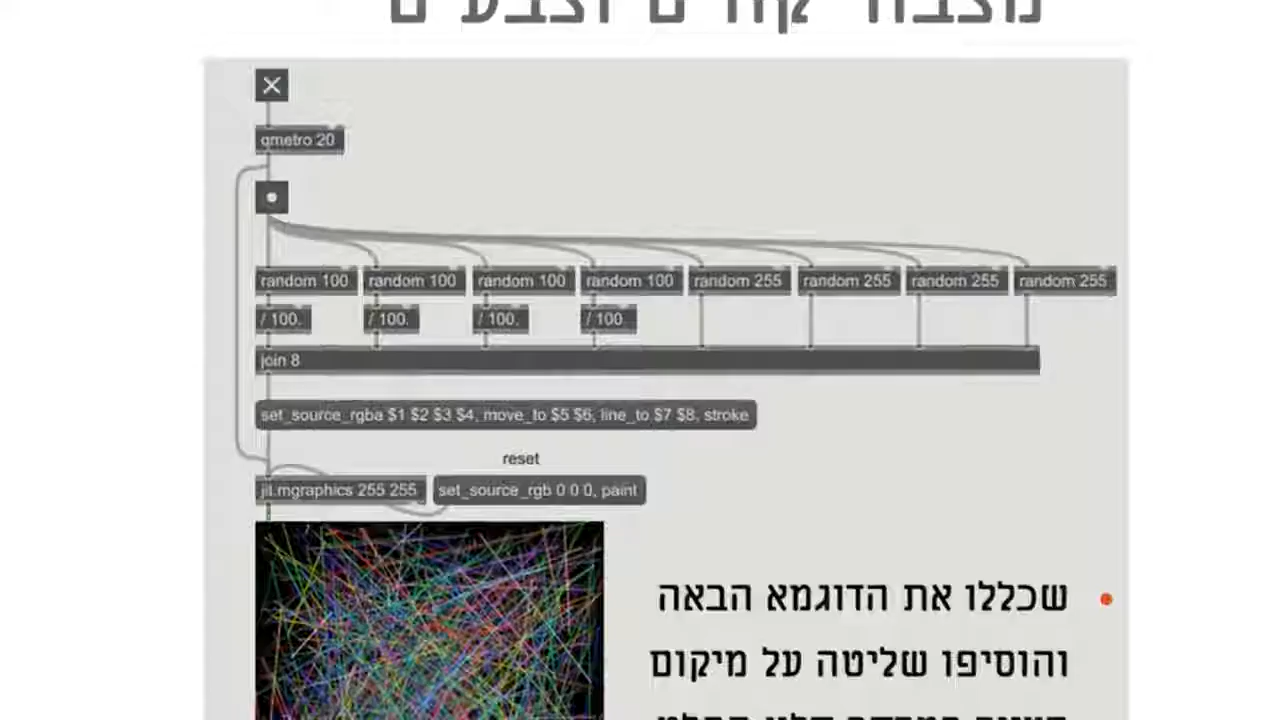 qmetro 20
random 100 random 100 random 100 random 100 random 255 random 255 random 255 random 255
/ 100. / 100. / 100. / 100.
join 8
set_source_rgba $1 $2 $3 $4, move_to $5 $6, line_to $7 $8, stroke
reset
jit.mgraphics 255 255 set_source_rgb 0 0 0, paint
שכללו את הדוגמא הבאה
והוסיפו שליטה על מיקום